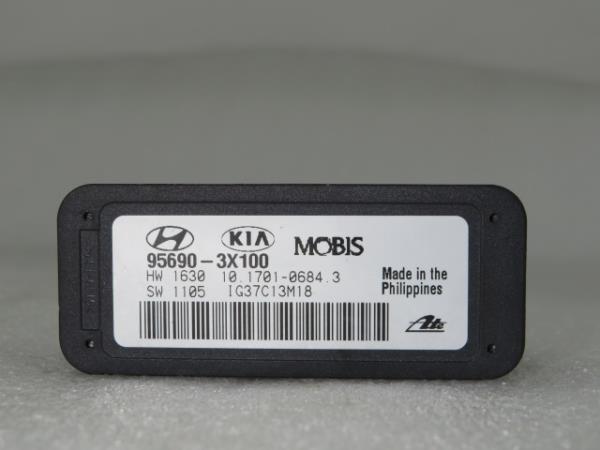 KIA MOBIS
95690-3X100
HW 1630 10.1701-0684.3
SW 1105 IG37C13M18
Made in the
Philippines
Ate